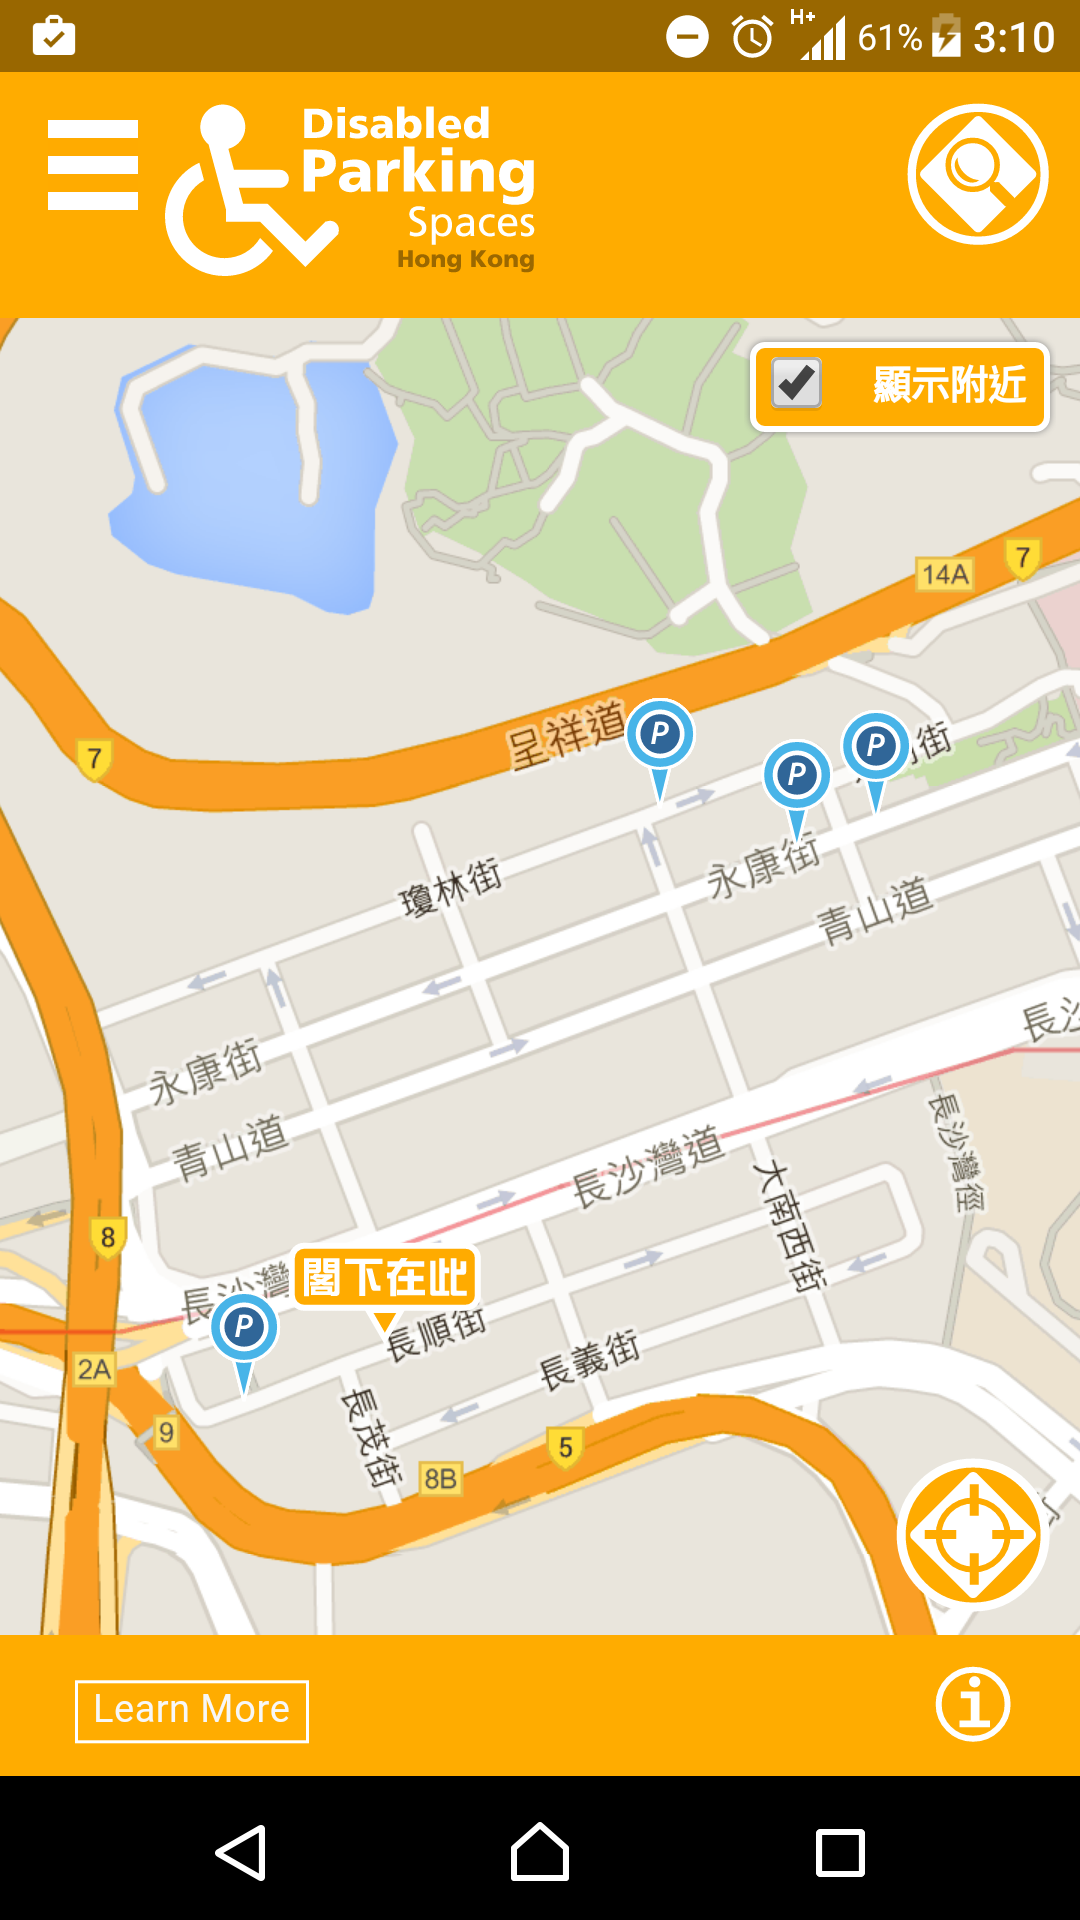 H+
61%
3:10
Disabled
Parking
Spaces
Hong Kong
顯示附近
7
14A
呈祥道
P
P
P
街
7
永康街
瓊林街
青山道
長沙
永康街
青山道
長沙灣道
長沙灣徑
大南西街
8
閣下在此
長沙灣
P
長順街
長義街
2A
長茂街
9
5
8B
Learn More
i